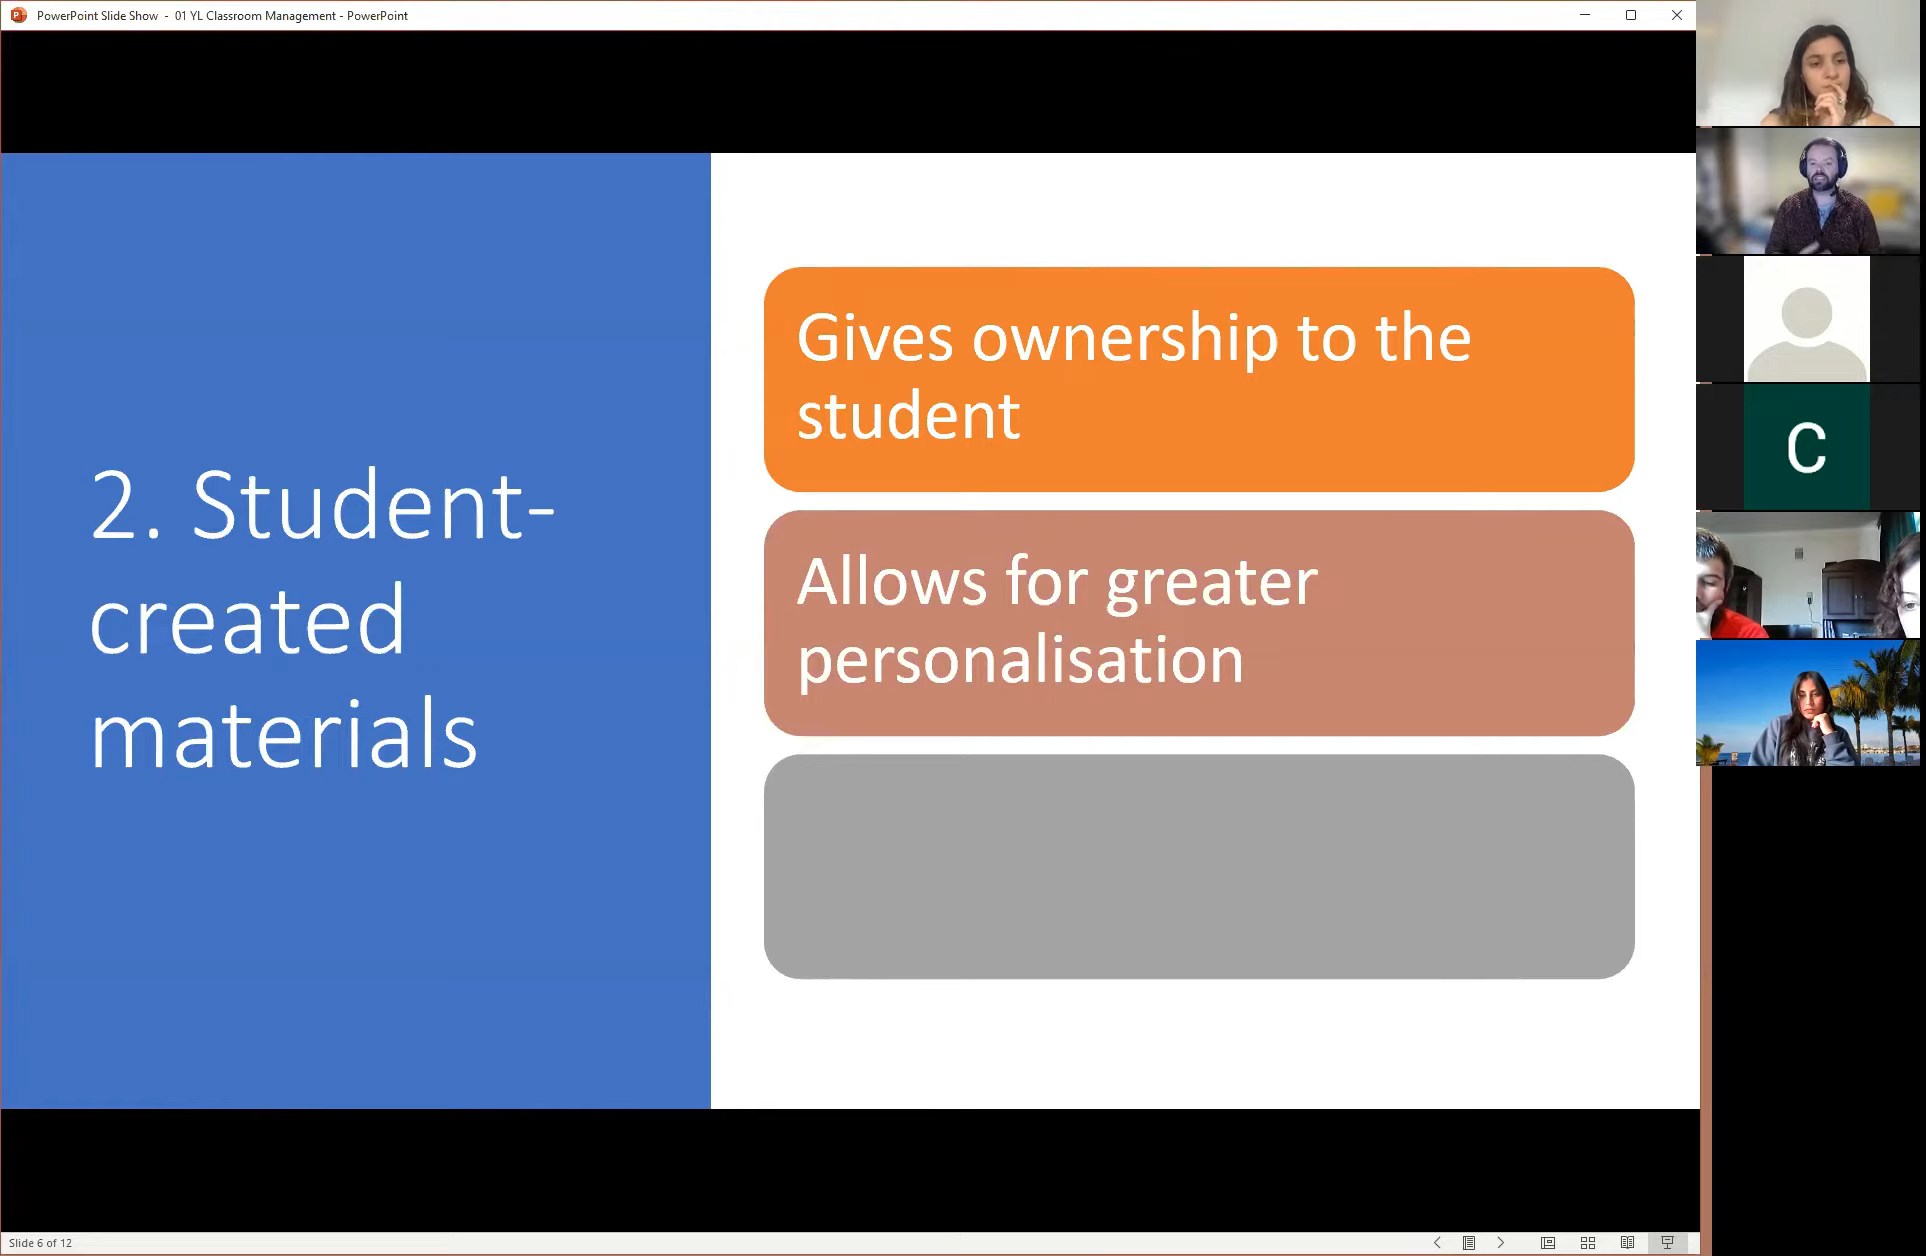 PowerPoint Slide Show - 01 YL Classroom Management - PowerPoint
2. Student-
created
materials
Gives ownership to the
student
Allows for greater
personalisation
C
Slide 6 of 12